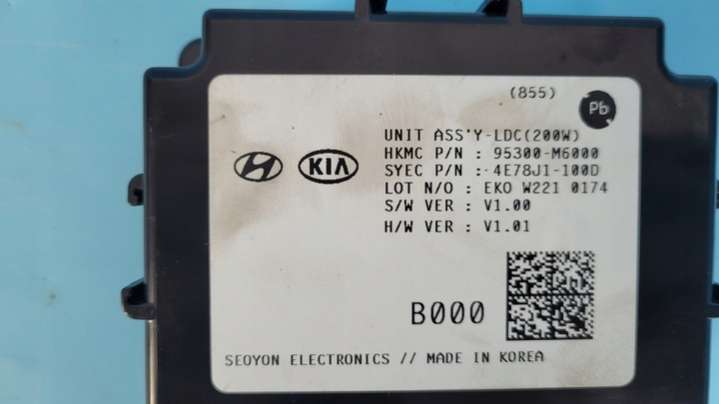 (855)
Pb
UNIT ASS'Y-LDC(200W)
HKMC P/N : 95300-M6000
KIA
SYEC P/N : 4E78J1-100D
LOT N/O : EKO W221 0174
S/W VER : V1.00
H/W VER : V1.01
B000
SEOYON ELECTRONICS // MADE IN KOREA